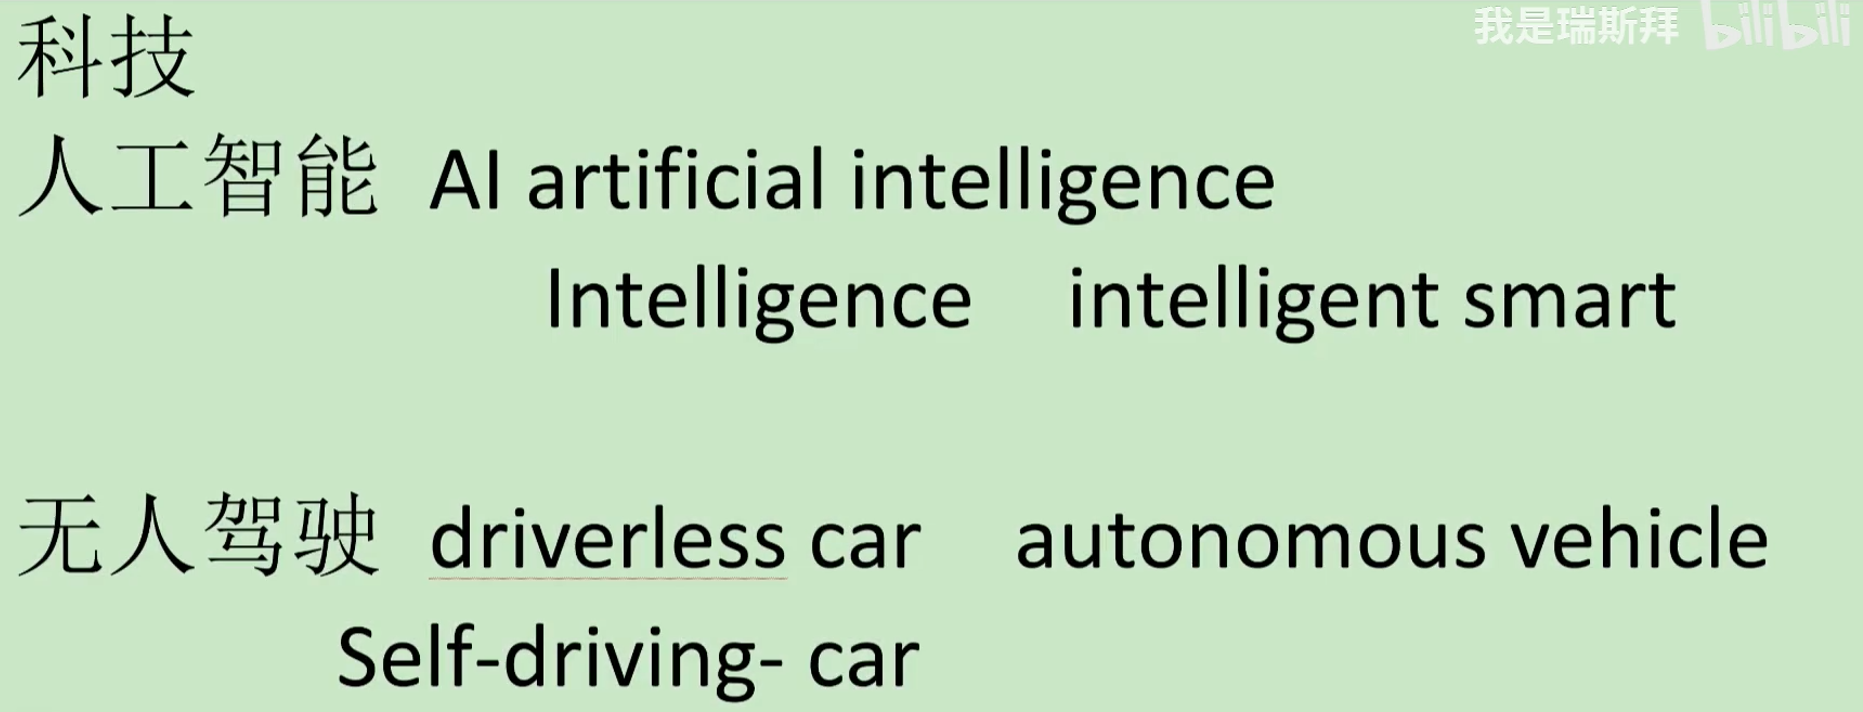 科技
我是瑞斯拜 bilibili
人工智能 AI artificial intelligence
Intelligence intelligent smart
无人驾驶 driverless car autonomous vehicle
Self-driving- car